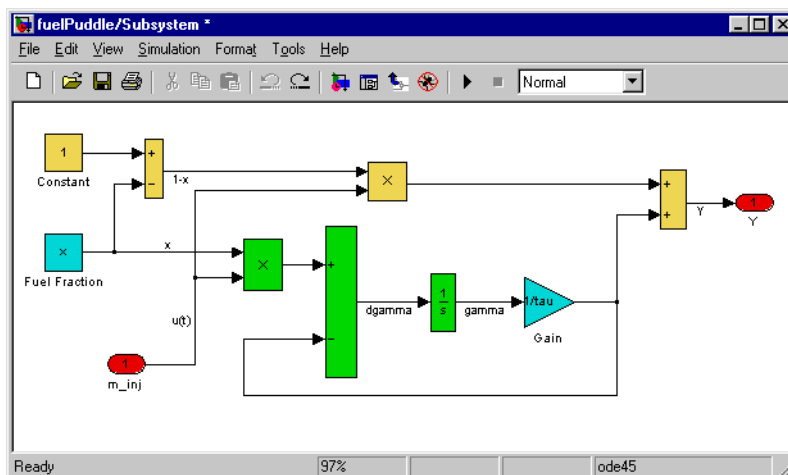 fuelPuddle/Subsystem *
File Edit View Simulation Format Tools Help
Normal
1
Constant
+
−
1-x
×
+
+
Y
1
Y
x
Fuel Fraction
x
×
+
−
dgamma
1
s
gamma
1/tau
Gain
u(t)
1
m_inj
Ready 97% ode45